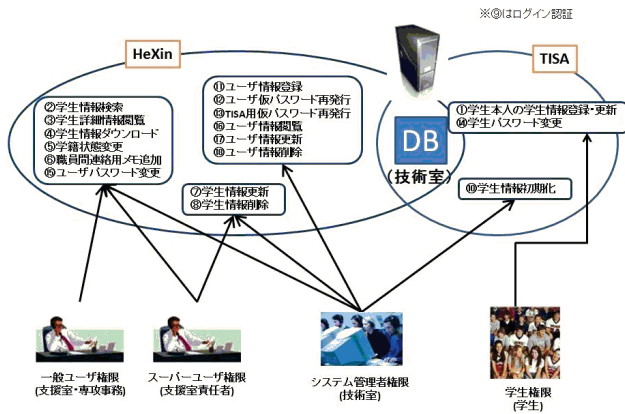 ※⑨はログイン認証
HeXin
TISA
②学生情報検索
③学生詳細情報閲覧
④学生情報ダウンロード
⑤学籍状態変更
⑥職員間連絡用メモ追加
⑮ユーザパスワード変更
⑪ユーザ情報登録
⑫ユーザ仮パスワード再発行
⑬TISA用仮パスワード再発行
⑯ユーザ情報閲覧
⑰ユーザ情報更新
⑱ユーザ情報削除
①学生本人の学生情報登録・更新
⑭学生パスワード変更
DB
(技術室)
⑦学生情報更新
⑧学生情報削除
⑩学生情報初期化
一般ユーザ権限
(支援室・専攻事務)
スーパーユーザ権限
(支援室責任者)
システム管理者権限
(技術室)
学生権限
(学生)